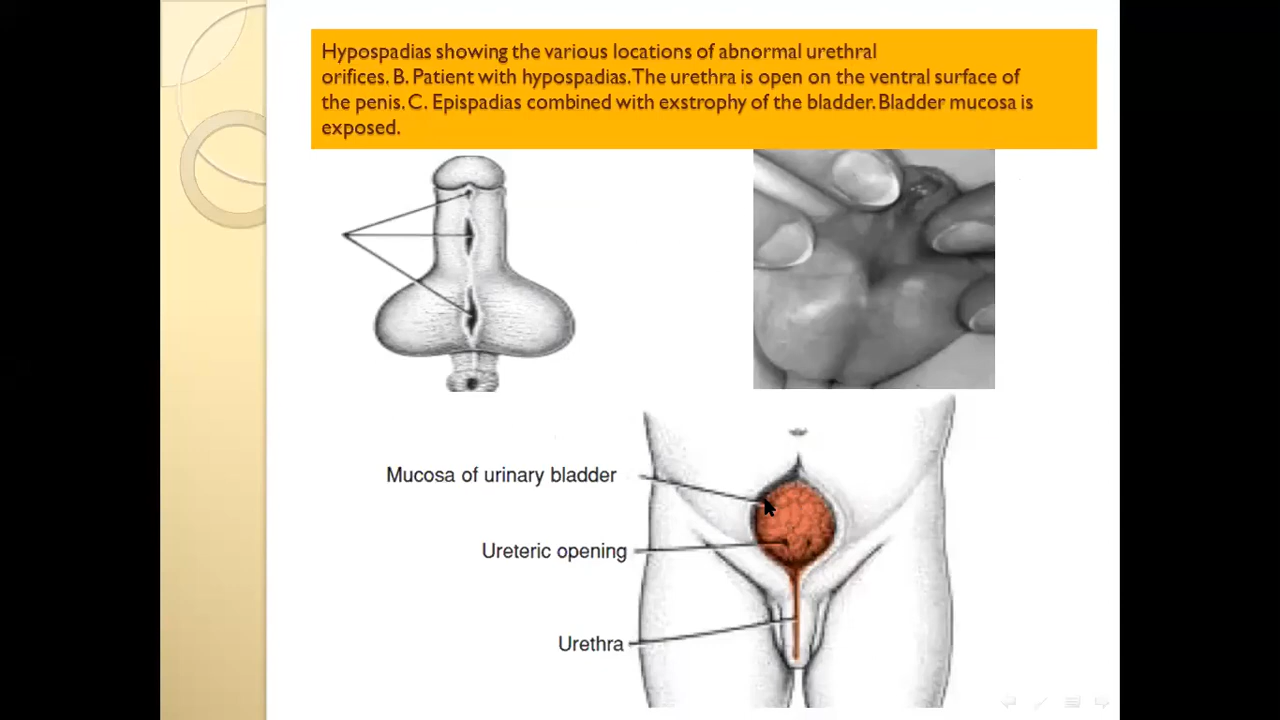 Hypospadias showing the various locations of abnormal urethral
orifices. B. Patient with hypospadias. The urethra is open on the ventral surface of
the penis. C. Epispadias combined with exstrophy of the bladder. Bladder mucosa is
exposed.
Mucosa of urinary bladder
Ureteric opening
Urethra